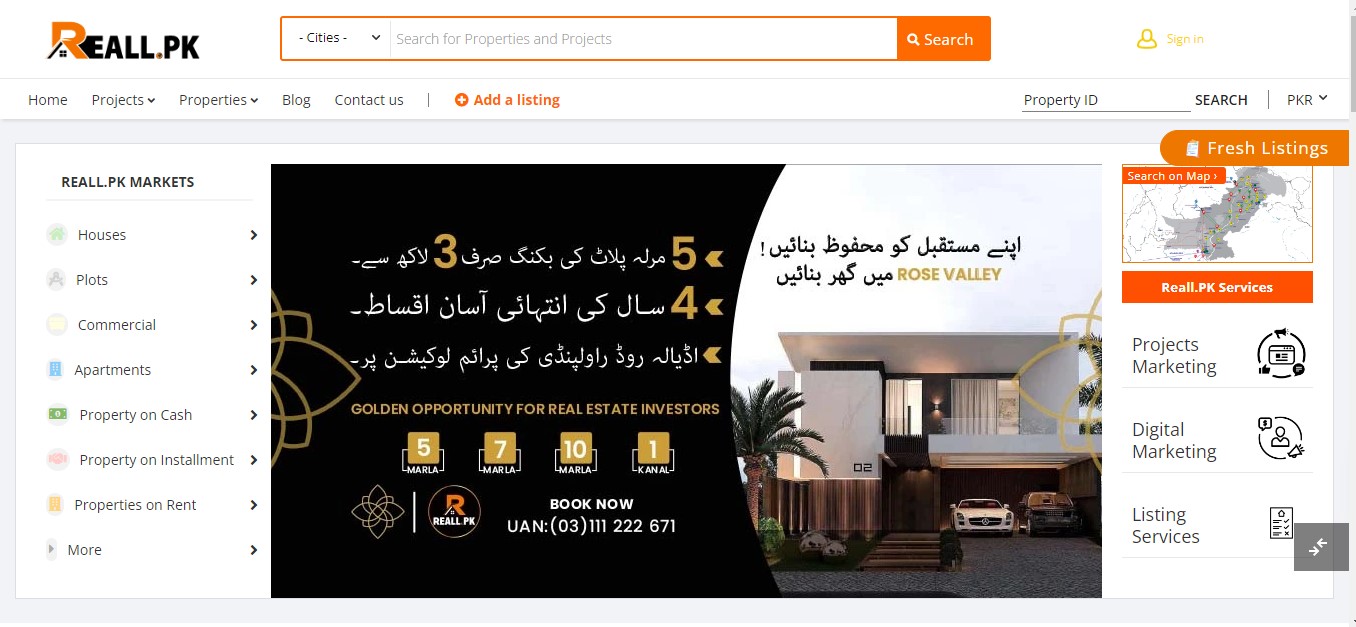 REALL.PK
- Cities -
Search for Properties and Projects
Search
Sign in
Home
Projects
Properties
Blog
Contact us
|
Add a listing
Property ID
SEARCH
PKR
Fresh Listings
REALL.PK MARKETS
Houses
Plots
Commercial
Apartments
Property on Cash
Property on Installment
Properties on Rent
More
5 مرلہ پلاٹ کی بکنگ صرف 3 لاکھ سے۔
4 سال کی انتہائی آسان اقساط۔
اڈیالہ روڈ راولپنڈی کی پرائم لوکیشن پر۔
GOLDEN OPPORTUNITY FOR REAL ESTATE INVESTORS
5 MARLA
7 MARLA
10 MARLA
1 KANAL
R
REALL PK
BOOK NOW
UAN:(03)111 222 671
اپنے مستقبل کو محفوظ بنائیں!
ROSE VALLEY میں گھر بنائیں
02
Search on Map ›
Reall.PK Services
Projects
Marketing
Digital
Marketing
Listing
Services